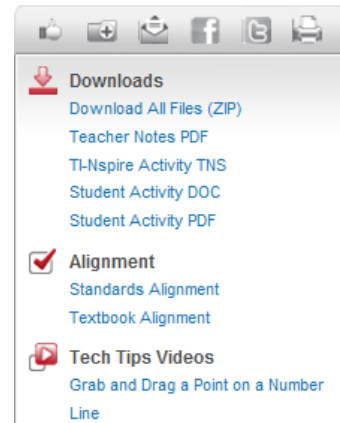 Downloads
Download All Files (ZIP)
Teacher Notes PDF
TI-Nspire Activity TNS
Student Activity DOC
Student Activity PDF
Alignment
Standards Alignment
Textbook Alignment
Tech Tips Videos
Grab and Drag a Point on a Number
Line